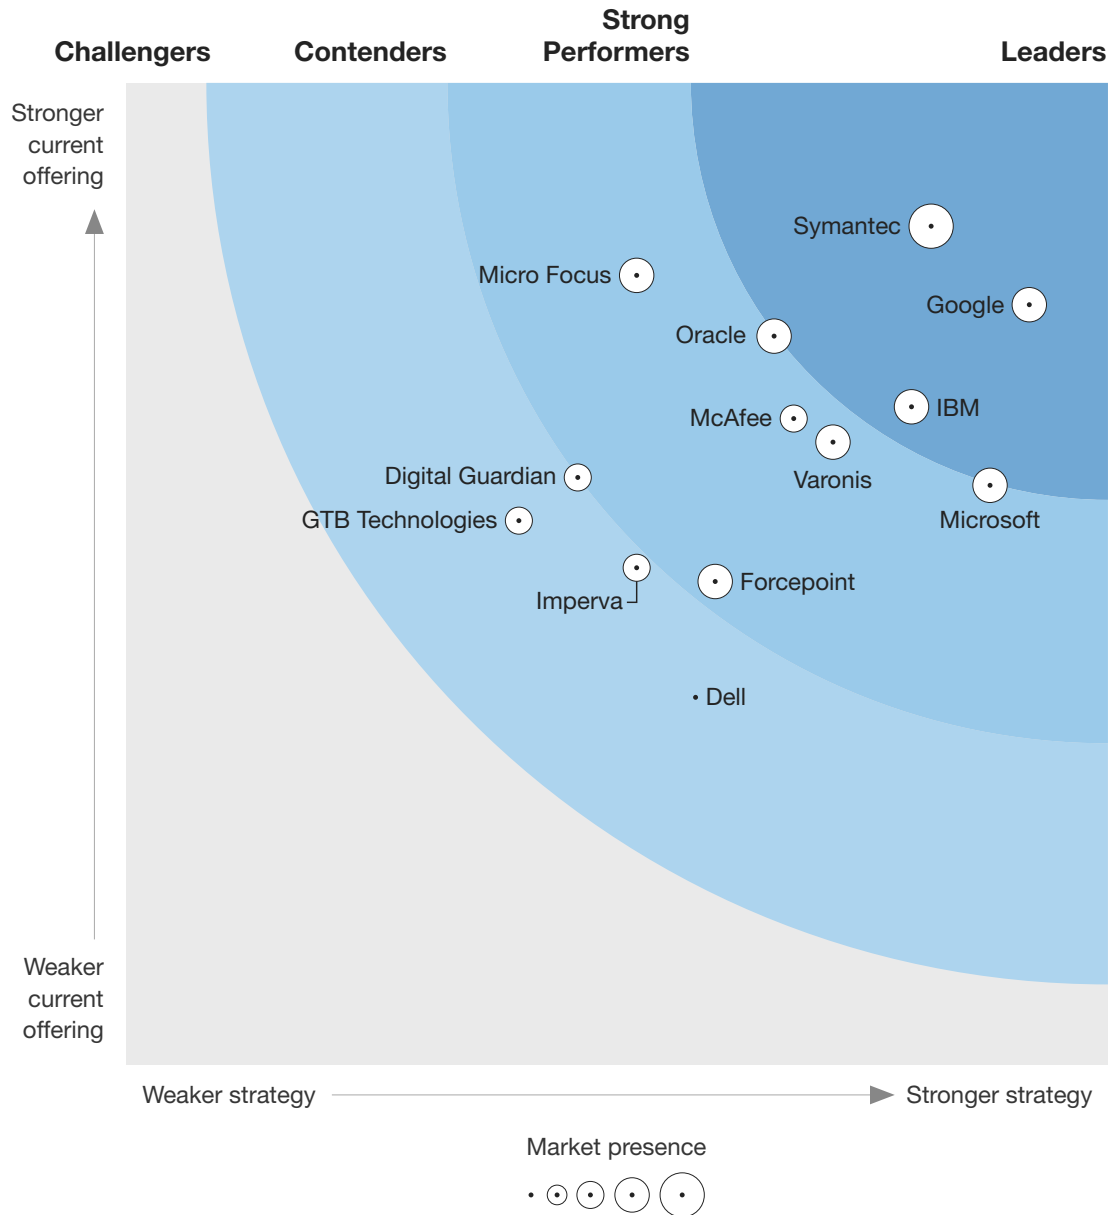 Challengers
Contenders
Strong
Performers
Leaders
Stronger
current
offering
Symantec
Micro Focus
Google
Oracle
McAfee
IBM
Varonis
Digital Guardian
GTB Technologies
Microsoft
Imperva
Forcepoint
Dell
Weaker
current
offering
Weaker strategy
Stronger strategy
Market presence